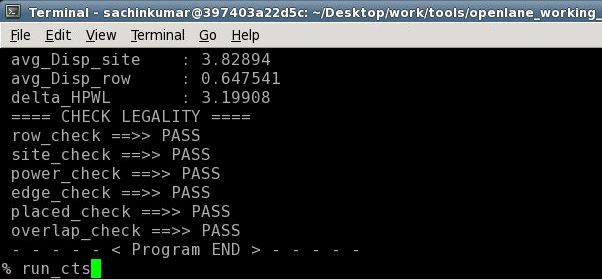 Terminal - sachinkumar@397403a22d5c: ~/Desktop/work/tools/openlane_working_
File Edit View Terminal Go Help
avg_Disp_site : 3.82894
avg_Disp_row : 0.647541
delta_HPWL : 3.19908
==== CHECK LEGALITY ====
row_check ==>> PASS
site_check ==>> PASS
power_check ==>> PASS
edge_check ==>> PASS
placed_check ==>> PASS
overlap_check ==>> PASS
- - - - - < Program END > - - - - -
% run_cts